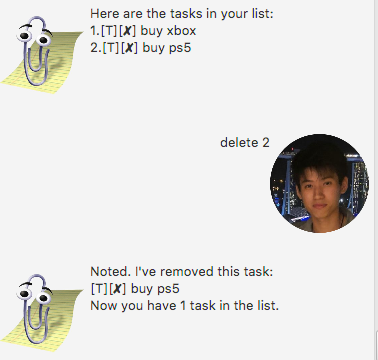 Here are the tasks in your list:
1.[T][✘] buy xbox
2.[T][✘] buy ps5
delete 2
Noted. I've removed this task:
[T][✘] buy ps5
Now you have 1 task in the list.